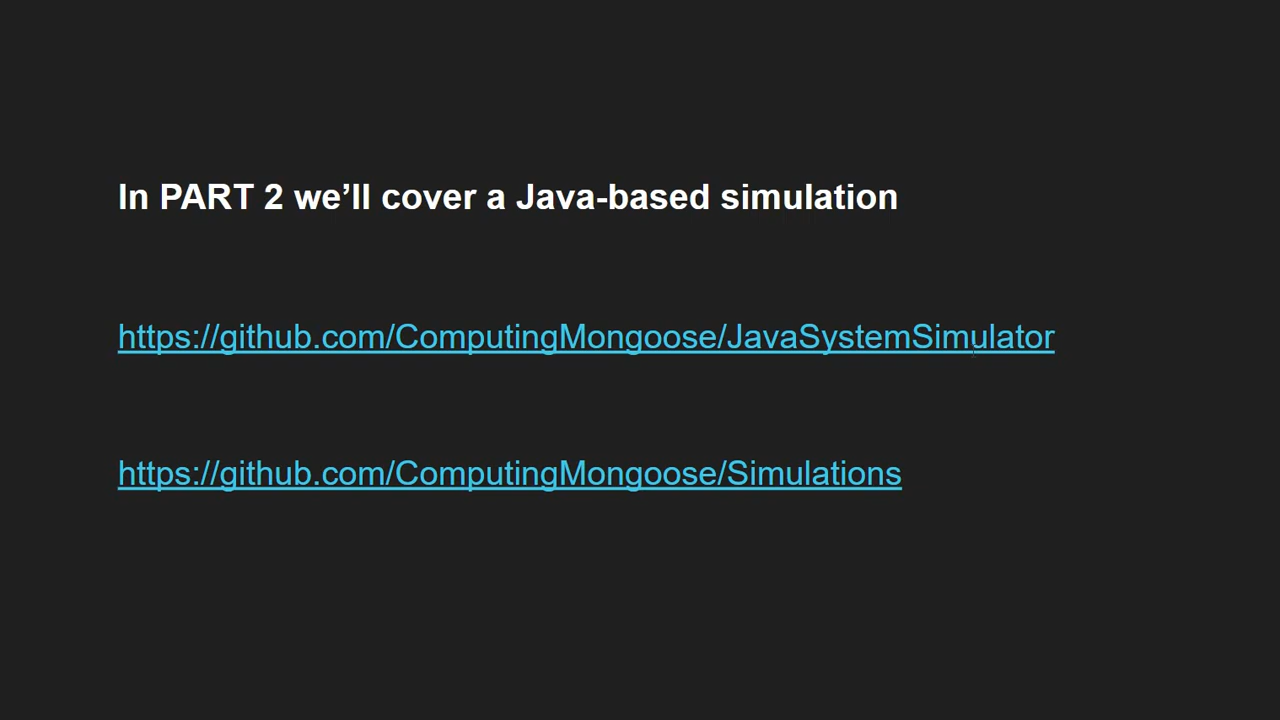 In PART 2 we’ll cover a Java-based simulation
https://github.com/ComputingMongoose/JavaSystemSimulator
https://github.com/ComputingMongoose/Simulations